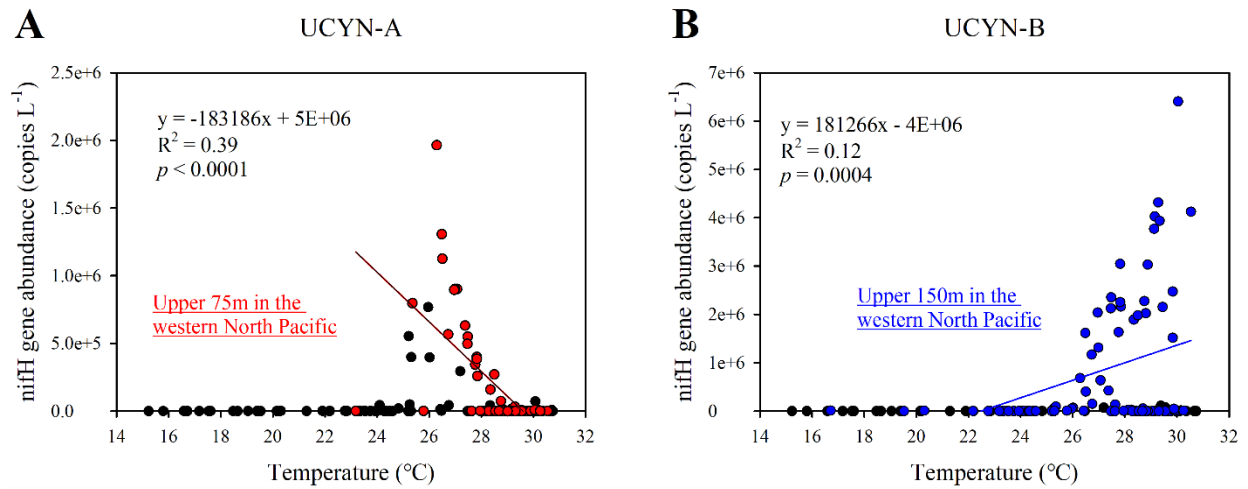 A
UCYN-A
nifH gene abundance (copies L⁻¹)
2.5e+6
2.0e+6
1.5e+6
1.0e+6
5.0e+5
0.0
y = -183186x + 5E+06
R² = 0.39
p < 0.0001
Upper 75m in the
western North Pacific
14 16 18 20 22 24 26 28 30 32
Temperature (°C)
B
UCYN-B
nifH gene abundance (copies L⁻¹)
7e+6
6e+6
5e+6
4e+6
3e+6
2e+6
1e+6
0
y = 181266x - 4E+06
R² = 0.12
p = 0.0004
Upper 150m in the
western North Pacific
14 16 18 20 22 24 26 28 30 32
Temperature (°C)